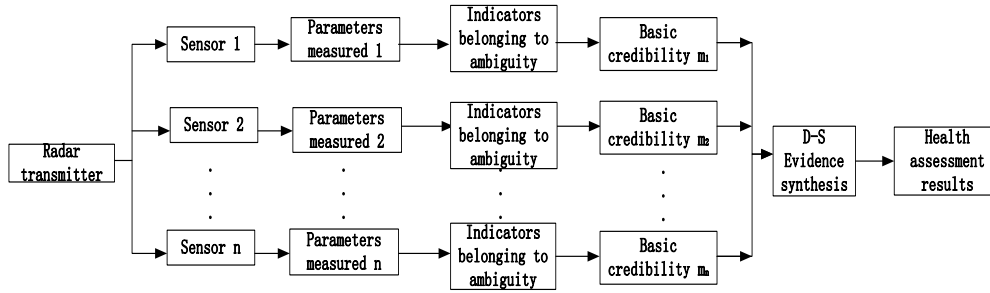 Radar
transmitter
Sensor 1
Parameters
measured 1
Indicators
belonging to
ambiguity
Basic
credibility m₁
Sensor 2
Parameters
measured 2
Indicators
belonging to
ambiguity
Basic
credibility m₂
Sensor n
Parameters
measured n
Indicators
belonging to
ambiguity
Basic
credibility mₙ
D-S
Evidence
synthesis
Health
assessment
results